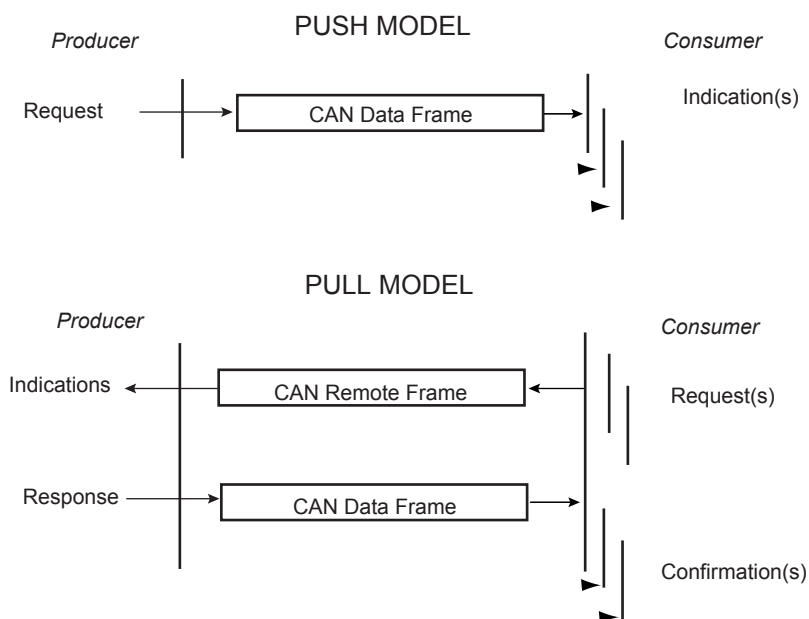 PUSH MODEL
Producer
Consumer
Request
CAN Data Frame
Indication(s)
PULL MODEL
Producer
Consumer
Indications
CAN Remote Frame
Request(s)
Response
CAN Data Frame
Confirmation(s)